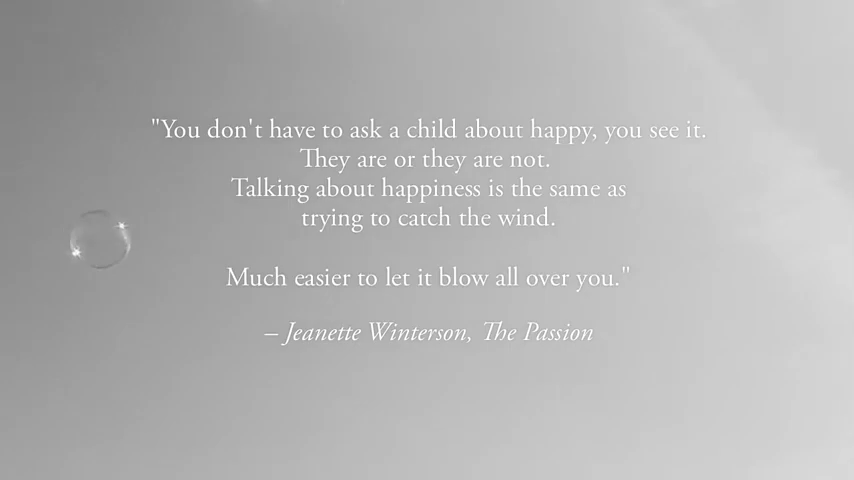 "You don't have to ask a child about happy, you see it.
They are or they are not.
Talking about happiness is the same as
trying to catch the wind.
Much easier to let it blow all over you."
– Jeanette Winterson, The Passion